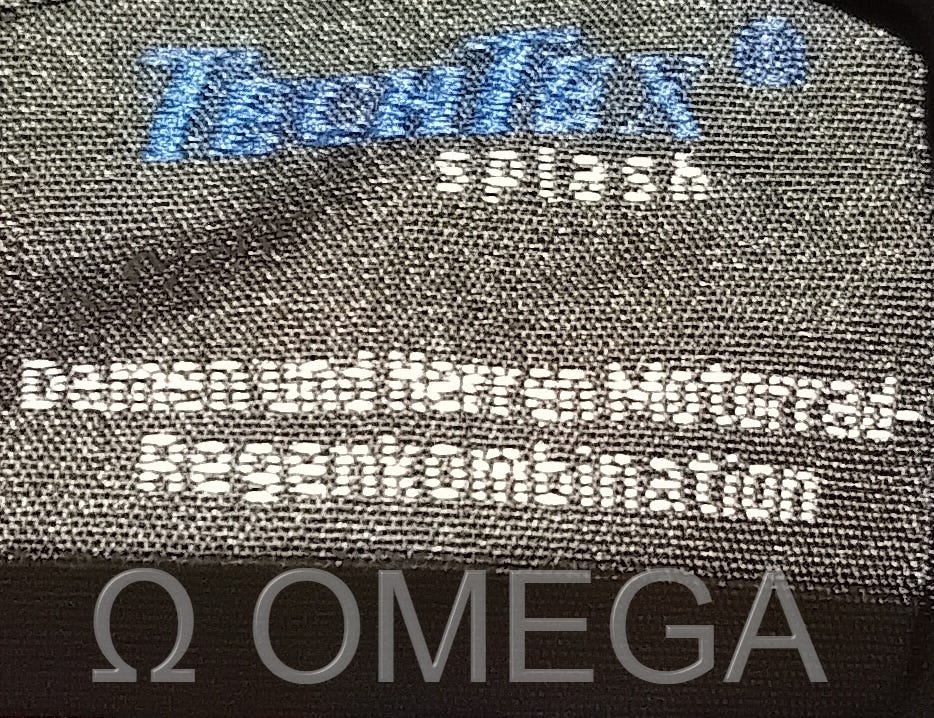 TECHTEX ®
splash
Damen und Herren Motorrad-
Regenkombination
Ω OMEGA